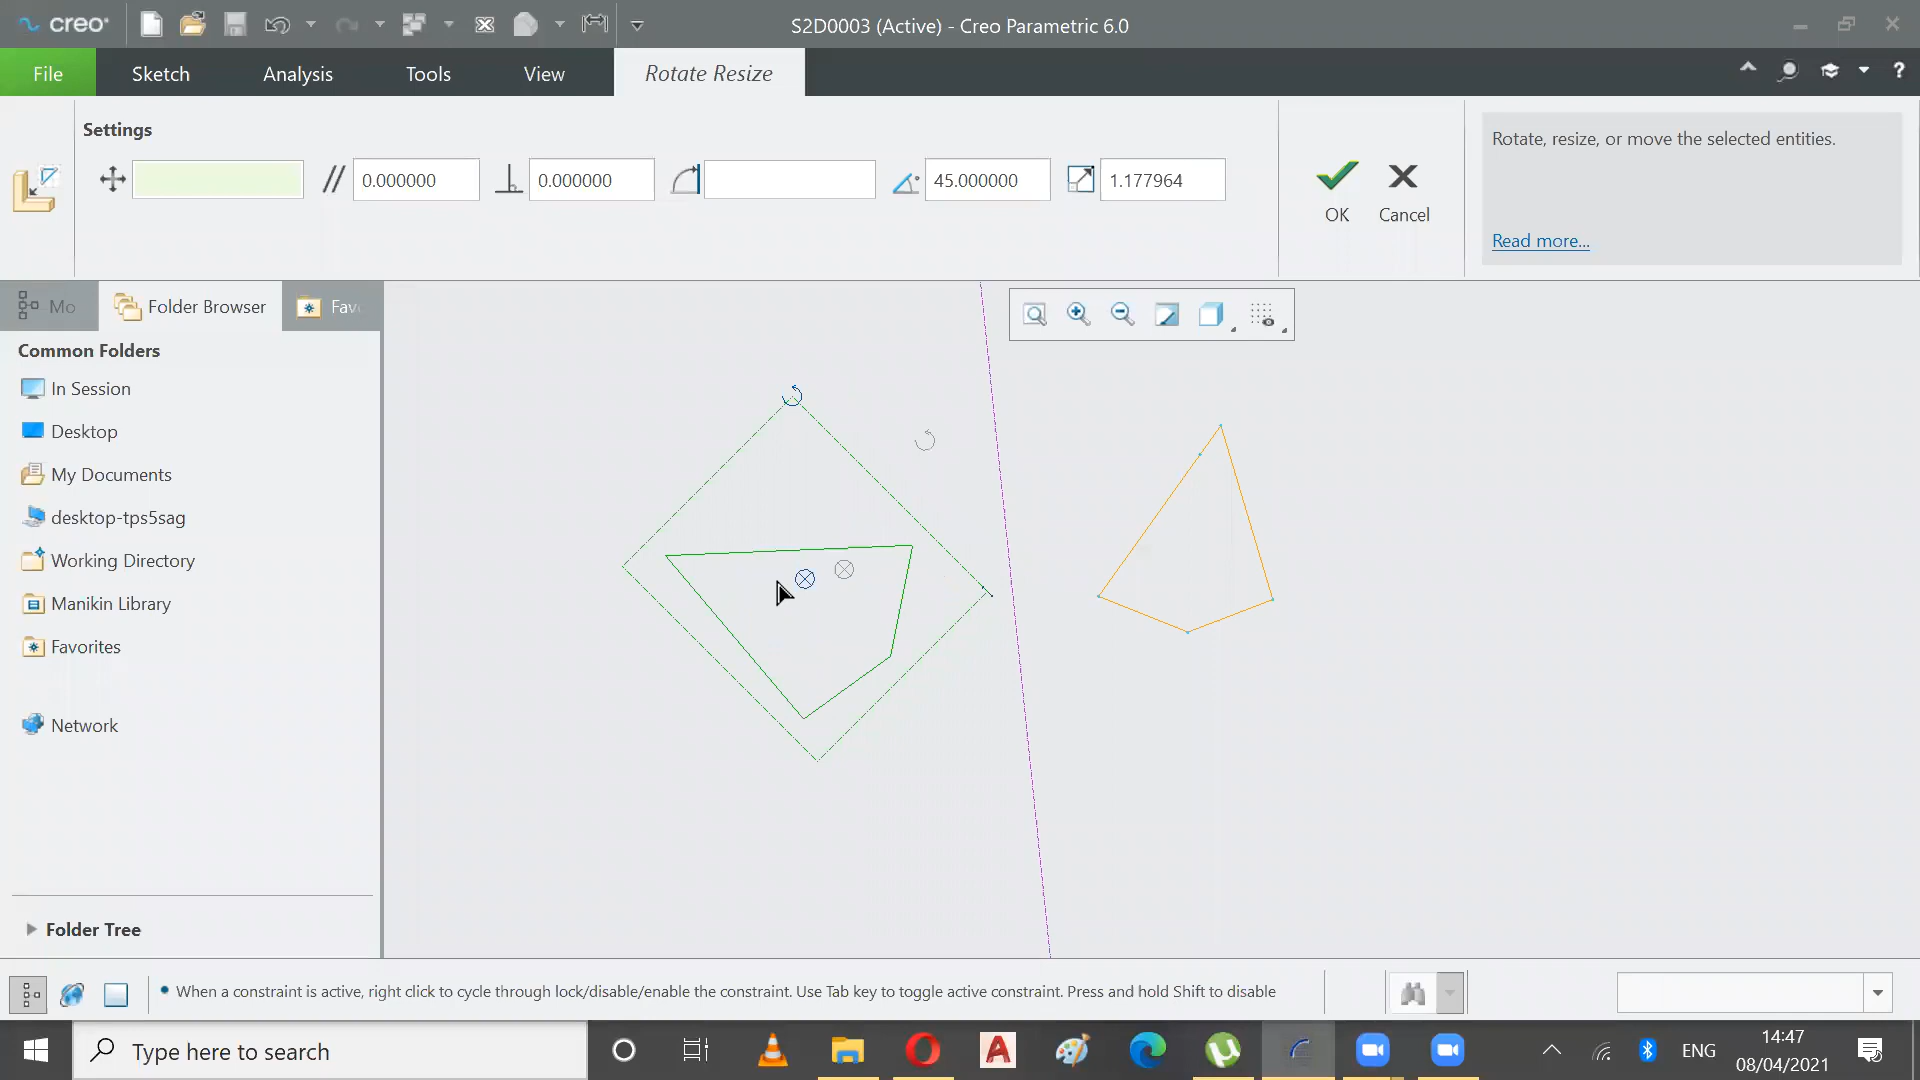 creo
S2D0003 (Active) - Creo Parametric 6.0
File
Sketch
Analysis
Tools
View
Rotate Resize
?
Settings
0.000000
0.000000
45.000000
1.177964
OK
Cancel
Rotate, resize, or move the selected entities.
Read more...
Mo
Folder Browser
Fav
Common Folders
In Session
Desktop
My Documents
desktop-tps5sag
Working Directory
Manikin Library
Favorites
Network
Folder Tree
When a constraint is active, right click to cycle through lock/disable/enable the constraint. Use Tab key to toggle active constraint. Press and hold Shift to disable
Type here to search
ENG
14:47
08/04/2021